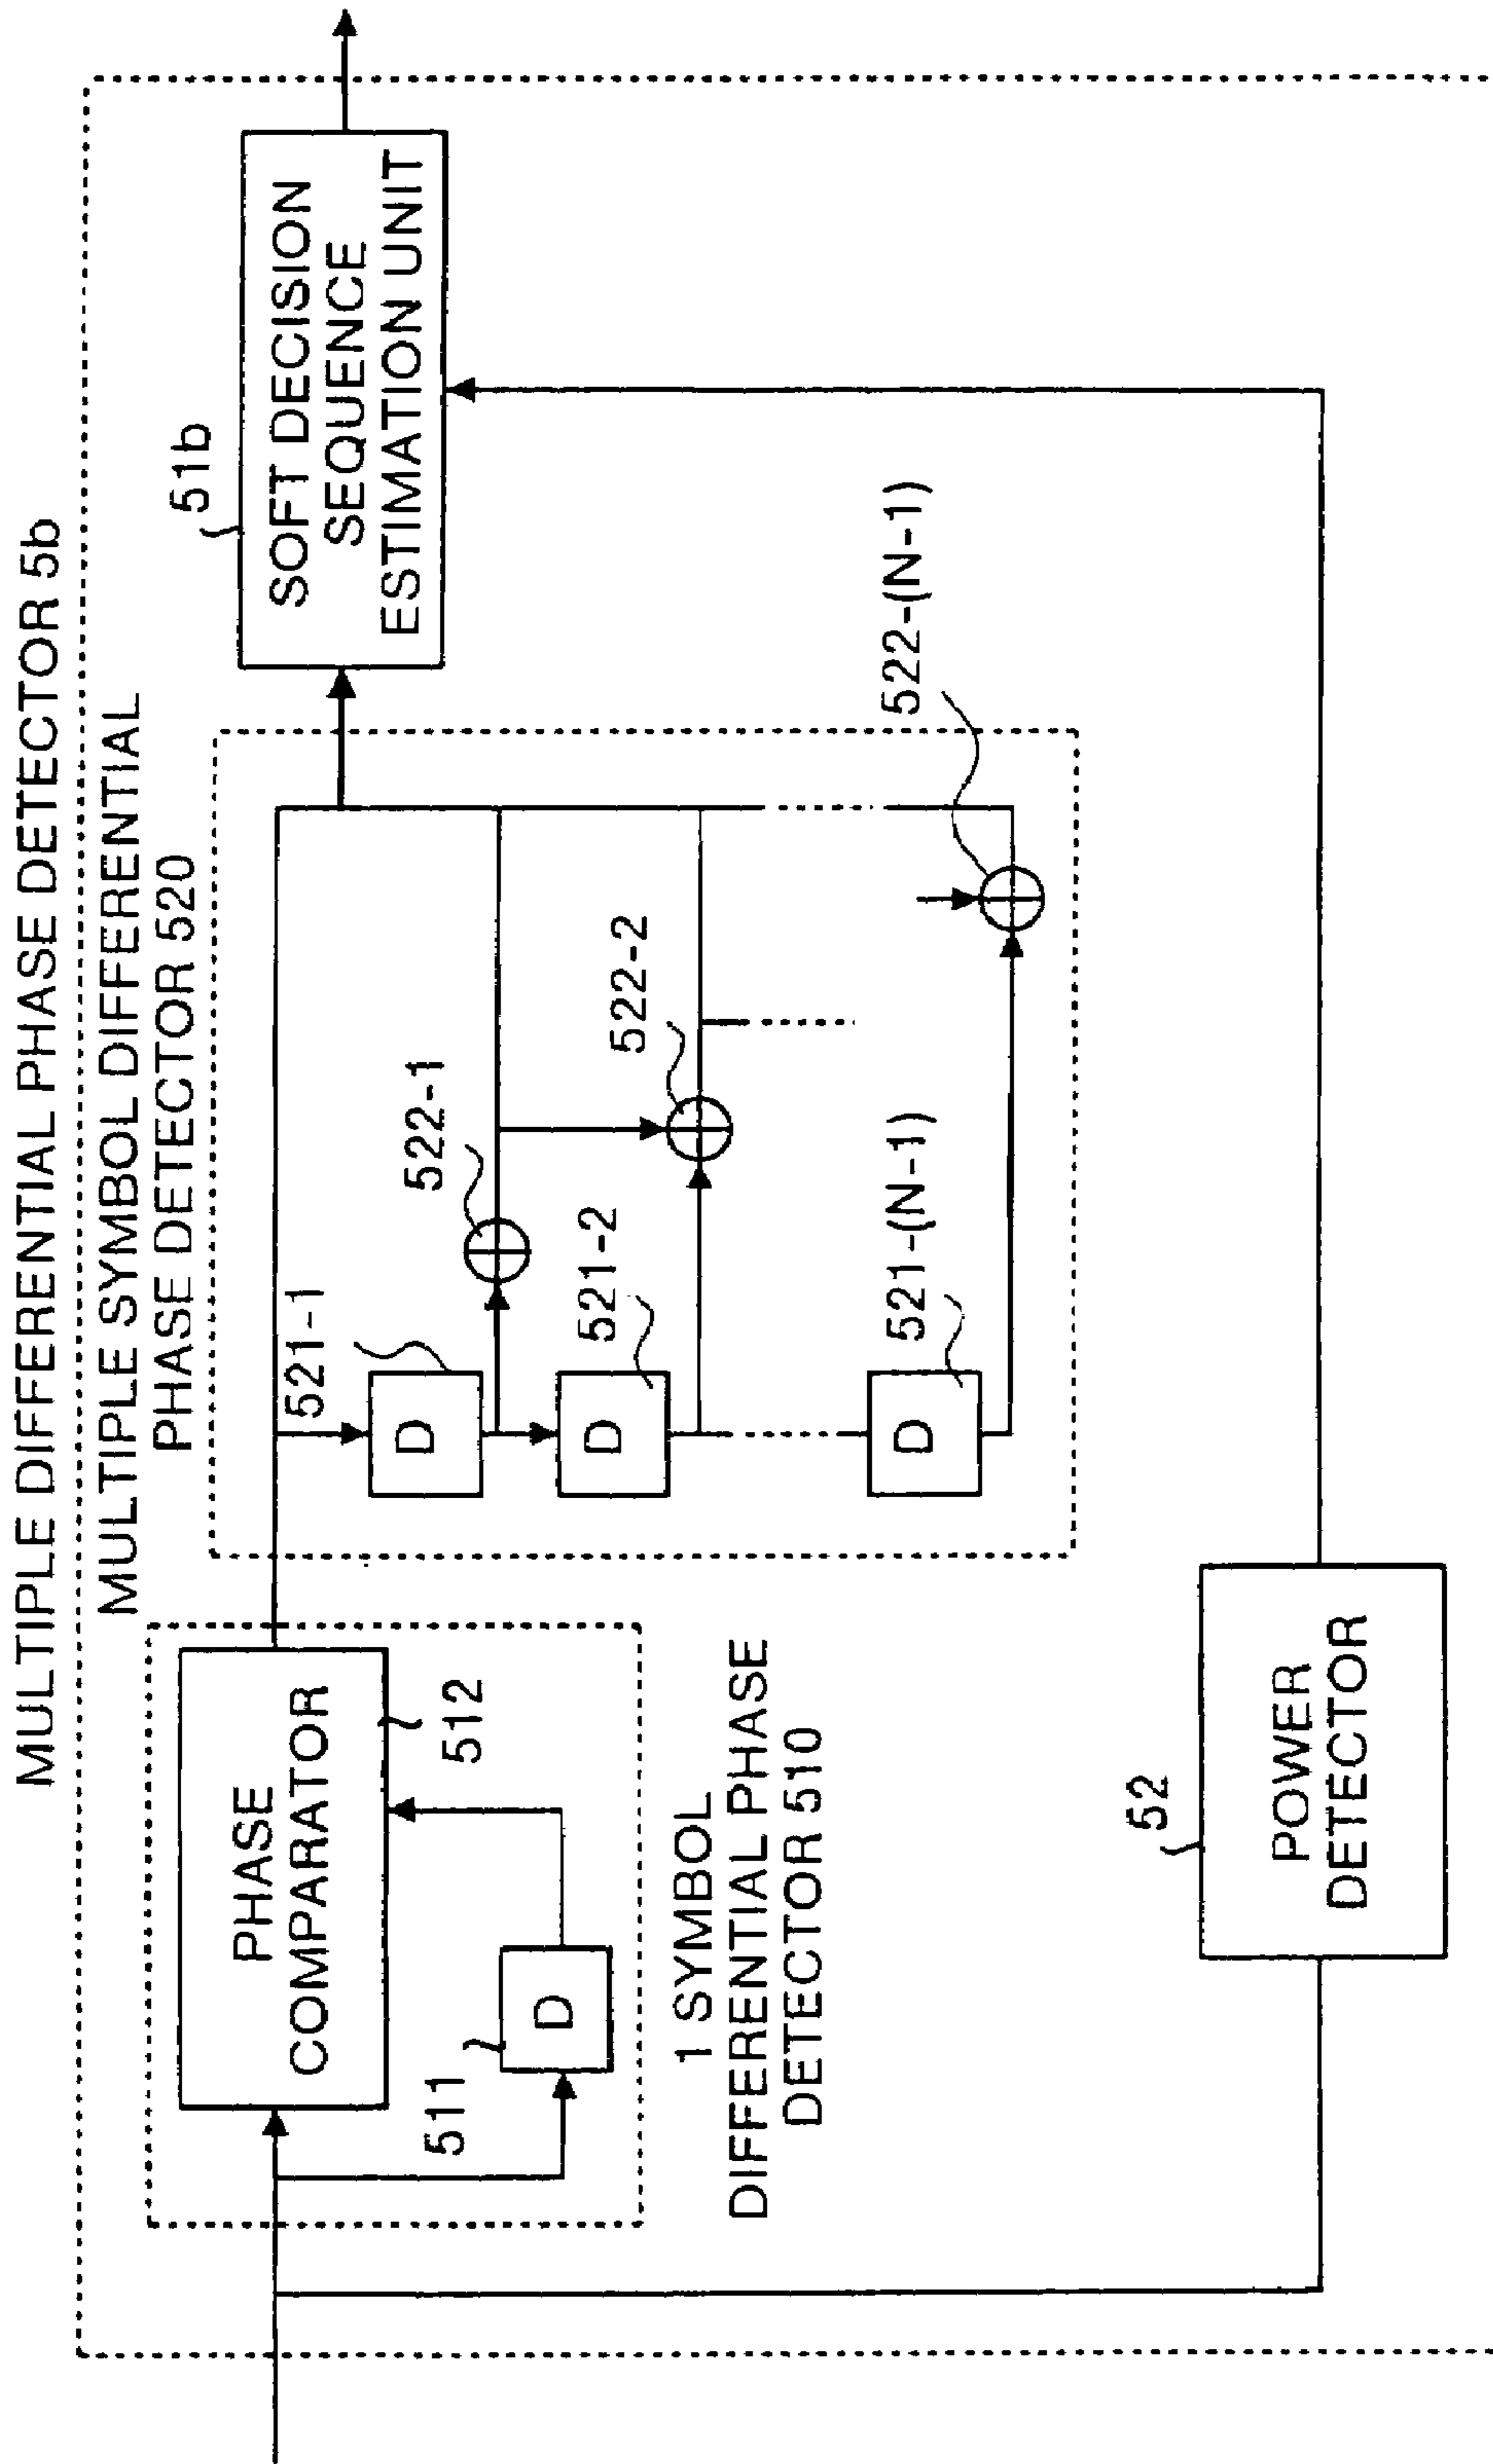 MULTIPLE DIFFERENTIAL PHASE DETECTOR 5b
MULTIPLE SYMBOL DIFFERENTIAL
PHASE DETECTOR 520
PHASE
COMPARATOR
512
511
D
1 SYMBOL
DIFFERENTIAL PHASE
DETECTOR 510
521-1
D
522-1
521-2
D
522-2
521-(N-1)
D
522-(N-1)
51b
SOFT DECISION
SEQUENCE
ESTIMATION UNIT
52
POWER
DETECTOR